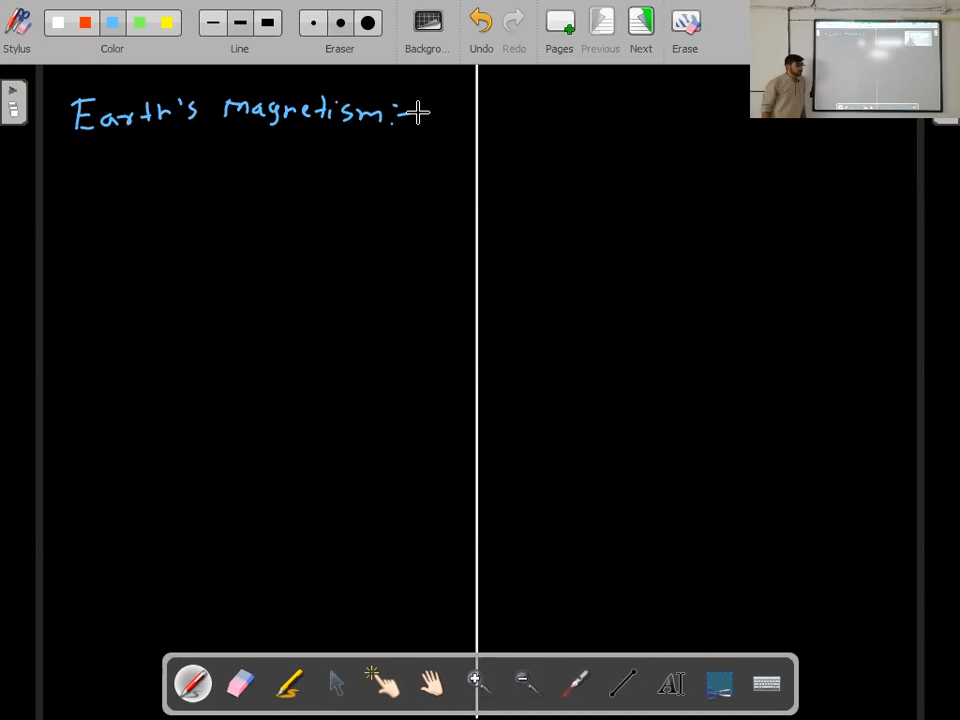 Stylus
Color
Line
Eraser
Backgro...
Undo
Redo
Pages
Previous
Next
Erase
Earth's magnetism:-